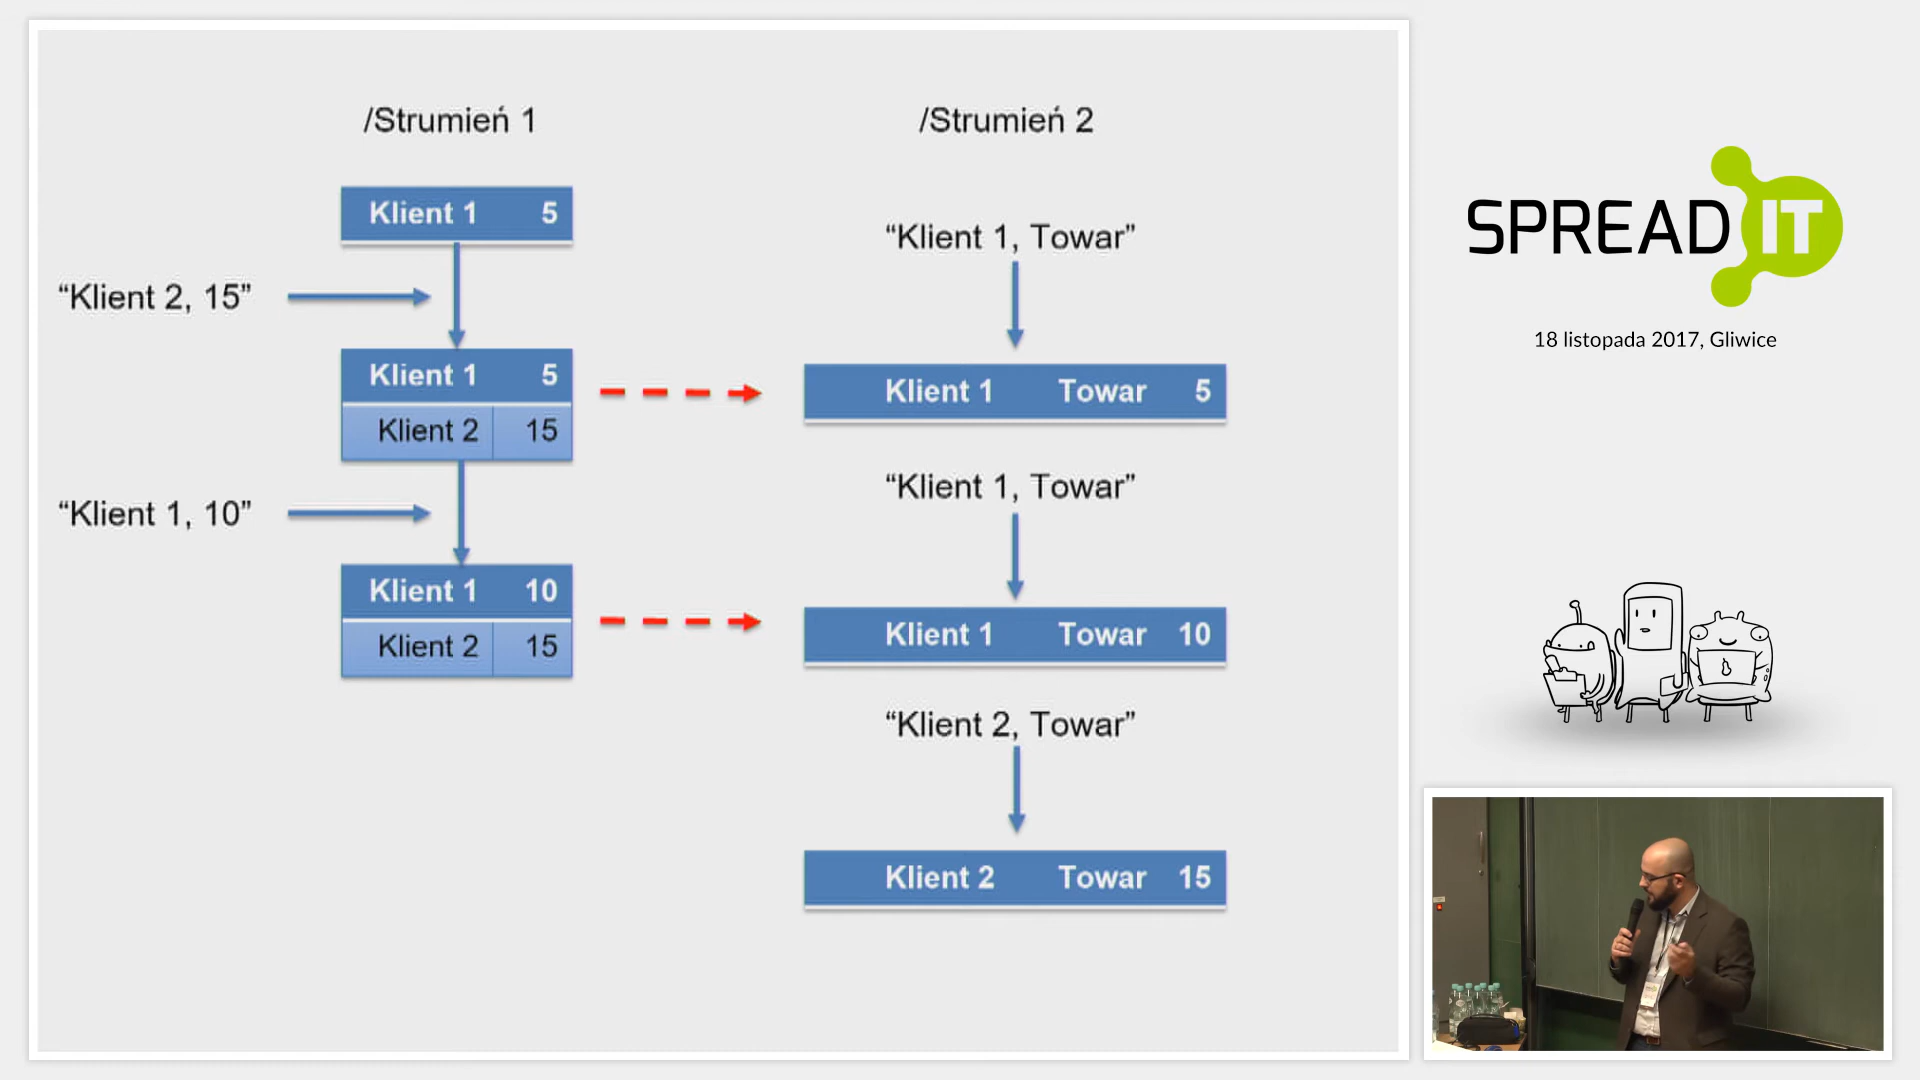 /Strumień 1
Klient 1 5
“Klient 2, 15”
Klient 1 5
Klient 2 15
“Klient 1, 10”
Klient 1 10
Klient 2 15
/Strumień 2
“Klient 1, Towar”
Klient 1 Towar 5
“Klient 1, Towar”
Klient 1 Towar 10
“Klient 2, Towar”
Klient 2 Towar 15
SPREAD IT
18 listopada 2017, Gliwice